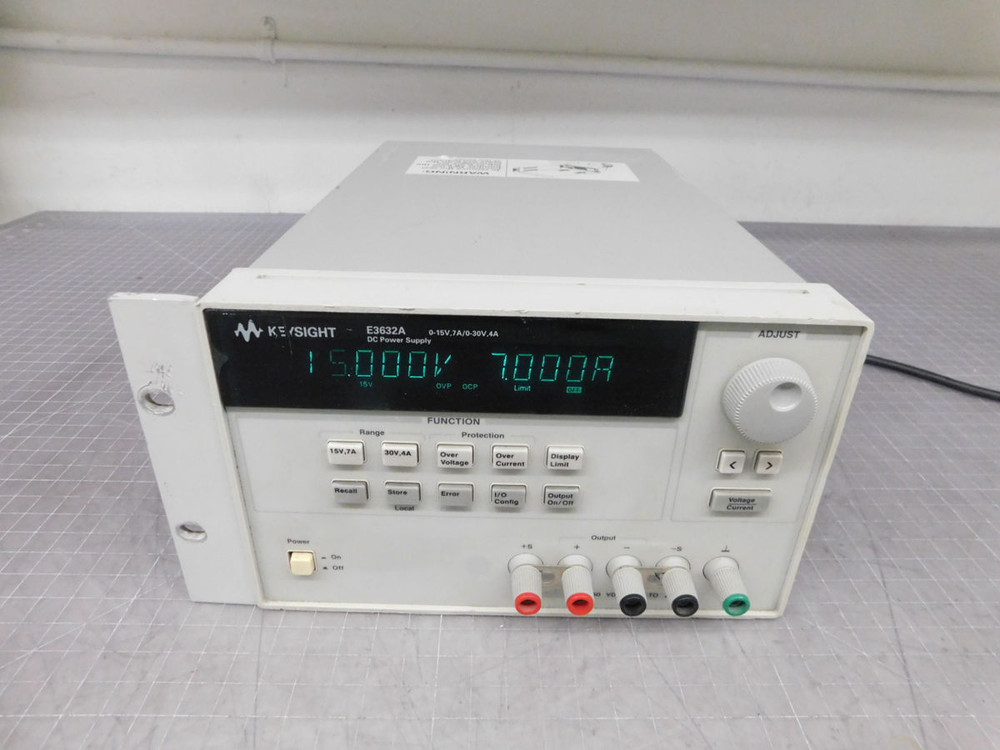 WARNING
KEYSIGHT E3632A 0-15V,7A/0-30V,4A
DC Power Supply
15.000V 7.000A
15V OVP OCP Limit OFF
ADJUST
FUNCTION
Range Protection
15V,7A 30V,4A Over Voltage Over Current Display Limit
< >
Recall Store Error I/O Config Output On/Off
Local
Voltage
Current
Power
On
Off
Output
+S + - -S